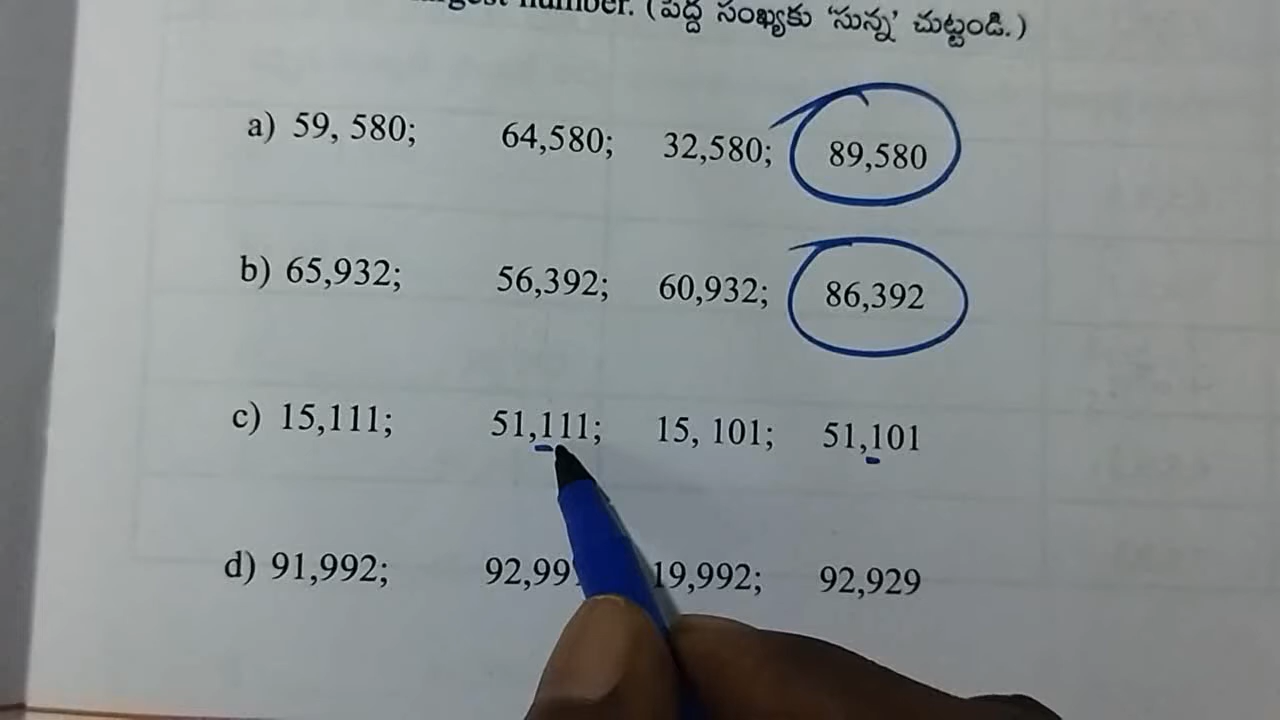 number. (పెద్ద సంఖ్యకు ‘సున్న’ చుట్టండి.)
a) 59, 580; 64,580; 32,580; 89,580
b) 65,932; 56,392; 60,932; 86,392
c) 15,111; 51,111; 15, 101; 51,101
d) 91,992; 19,992; 92,929